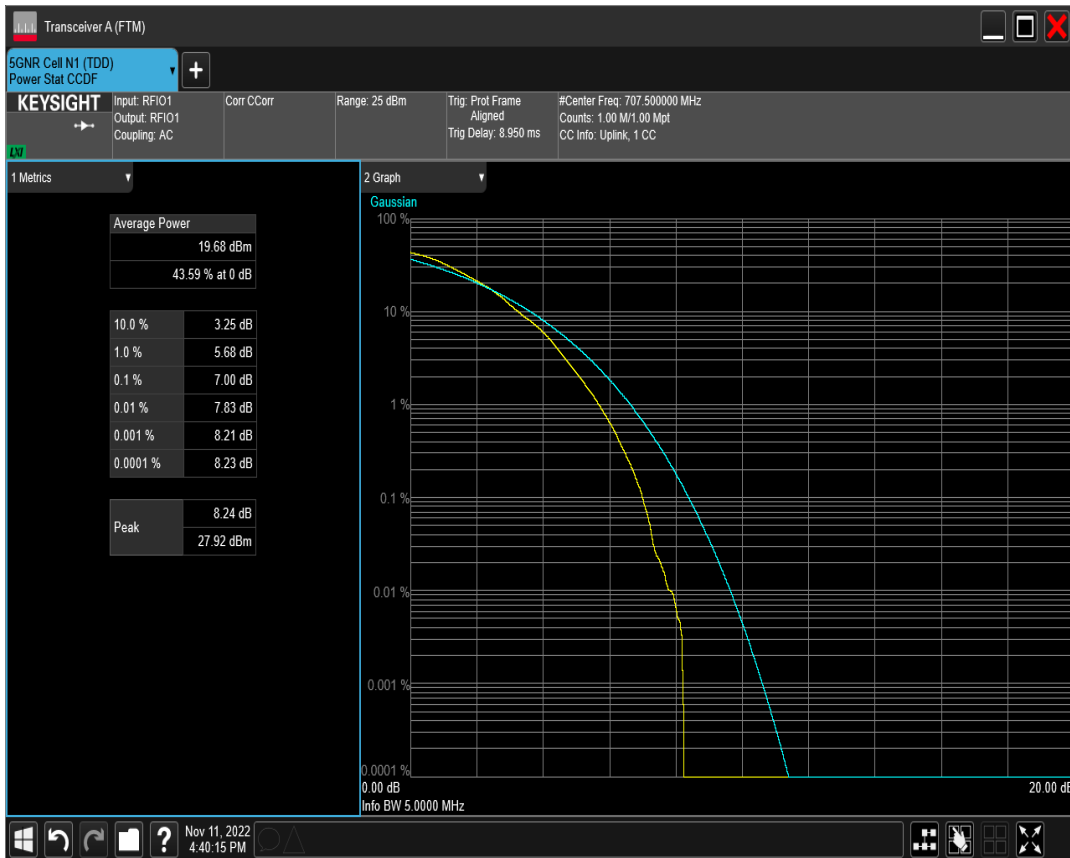 Transceiver A (FTM)
5GNR Cell N1 (TDD)
Power Stat CCDF
+
KEYSIGHT
LXI
Input: RFIO1
Output: RFIO1
Coupling: AC
Corr CCorr
Range: 25 dBm
Trig: Prot Frame
Aligned
Trig Delay: 8.950 ms
#Center Freq: 707.500000 MHz
Counts: 1.00 M/1.00 Mpt
CC Info: Uplink, 1 CC
1 Metrics
Average Power
19.68 dBm
43.59 % at 0 dB
10.0 % 3.25 dB
1.0 % 5.68 dB
0.1 % 7.00 dB
0.01 % 7.83 dB
0.001 % 8.21 dB
0.0001 % 8.23 dB
Peak
8.24 dB
27.92 dBm
2 Graph
Gaussian
100 %
10 %
1 %
0.1 %
0.01 %
0.001 %
0.0001 %
0.00 dB 20.00 dB
Info BW 5.0000 MHz
?
Nov 11, 2022
4:40:15 PM